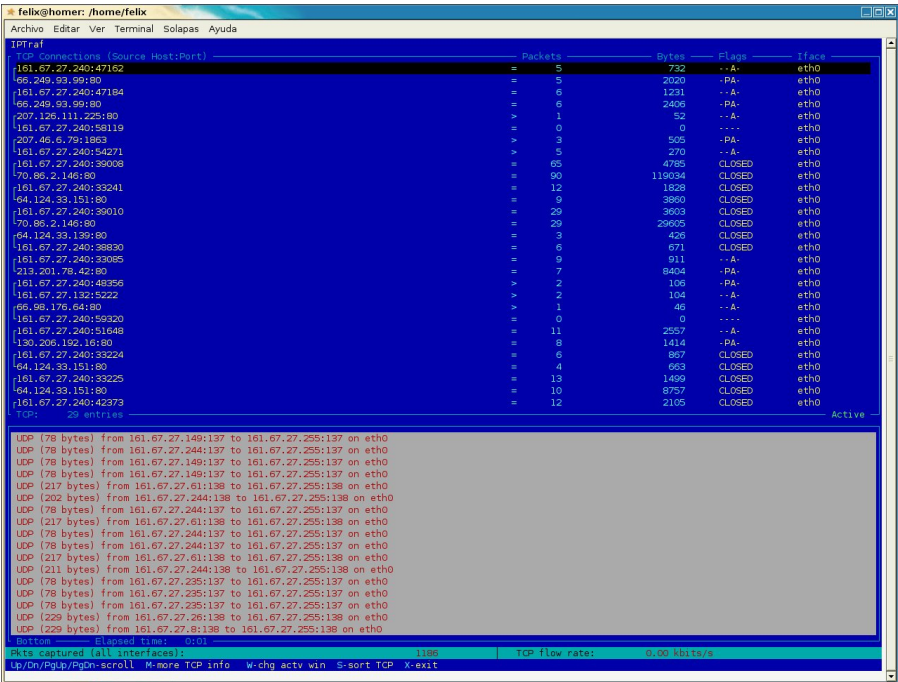 felix@homer: /home/felix
Archivo Editar Ver Terminal Solapas Ayuda
IPTraf
TCP Connections (Source Host:Port) Packets Bytes Flags Iface
161.67.27.240:47162 = 5 732 --A- eth0
66.249.93.99:80 = 5 2020 -PA- eth0
161.67.27.240:47184 = 6 1231 --A- eth0
66.249.93.99:80 = 6 2406 -PA- eth0
207.126.111.225:80 > 1 52 --A- eth0
161.67.27.240:58119 = 0 0 ---- eth0
207.46.6.79:1863 > 3 505 -PA- eth0
161.67.27.240:54271 > 5 270 --A- eth0
161.67.27.240:39008 = 65 4785 CLOSED eth0
70.86.2.146:80 = 90 119034 CLOSED eth0
161.67.27.240:33241 = 12 1828 CLOSED eth0
64.124.33.151:80 = 9 3860 CLOSED eth0
161.67.27.240:39010 = 29 3603 CLOSED eth0
70.86.2.146:80 = 29 29605 CLOSED eth0
64.124.33.139:80 = 3 426 CLOSED eth0
161.67.27.240:38830 = 6 671 CLOSED eth0
161.67.27.240:33085 = 9 911 --A- eth0
213.201.78.42:80 = 7 8404 -PA- eth0
161.67.27.240:48356 > 2 106 -PA- eth0
161.67.27.132:5222 > 2 104 --A- eth0
66.98.176.64:80 > 1 46 --A- eth0
161.67.27.240:59320 = 0 0 ---- eth0
161.67.27.240:51648 = 11 2557 --A- eth0
130.206.192.16:80 = 8 1414 -PA- eth0
161.67.27.240:33224 = 6 867 CLOSED eth0
64.124.33.151:80 = 4 663 CLOSED eth0
161.67.27.240:33225 = 13 1499 CLOSED eth0
64.124.33.151:80 = 10 8757 CLOSED eth0
161.67.27.240:42373 = 12 2105 CLOSED eth0
TCP: 29 entries Active
UDP (78 bytes) from 161.67.27.149:137 to 161.67.27.255:137 on eth0
UDP (78 bytes) from 161.67.27.244:137 to 161.67.27.255:137 on eth0
UDP (78 bytes) from 161.67.27.149:137 to 161.67.27.255:137 on eth0
UDP (78 bytes) from 161.67.27.149:137 to 161.67.27.255:137 on eth0
UDP (217 bytes) from 161.67.27.61:138 to 161.67.27.255:138 on eth0
UDP (202 bytes) from 161.67.27.244:138 to 161.67.27.255:138 on eth0
UDP (78 bytes) from 161.67.27.244:137 to 161.67.27.255:137 on eth0
UDP (217 bytes) from 161.67.27.61:138 to 161.67.27.255:138 on eth0
UDP (78 bytes) from 161.67.27.244:137 to 161.67.27.255:137 on eth0
UDP (78 bytes) from 161.67.27.244:137 to 161.67.27.255:137 on eth0
UDP (217 bytes) from 161.67.27.61:138 to 161.67.27.255:138 on eth0
UDP (211 bytes) from 161.67.27.244:138 to 161.67.27.255:138 on eth0
UDP (78 bytes) from 161.67.27.235:137 to 161.67.27.255:137 on eth0
UDP (78 bytes) from 161.67.27.235:137 to 161.67.27.255:137 on eth0
UDP (78 bytes) from 161.67.27.235:137 to 161.67.27.255:137 on eth0
UDP (229 bytes) from 161.67.27.26:138 to 161.67.27.255:138 on eth0
UDP (229 bytes) from 161.67.27.8:138 to 161.67.27.255:138 on eth0
Bottom Elapsed time: 0:01
Pkts captured (all interfaces): 1186 TCP flow rate: 0.00 kbits/s
Up/Dn/PgUp/PgDn-scroll M-more TCP info W-chg actv win S-sort TCP X-exit